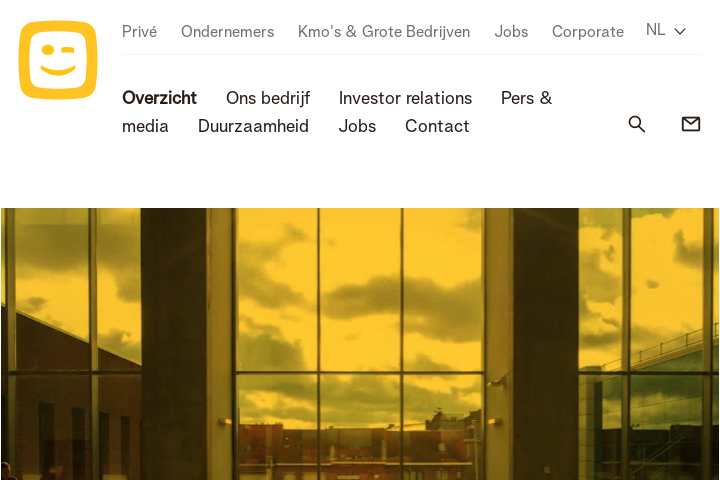 Privé Ondernemers Kmo's & Grote Bedrijven Jobs Corporate NL
Overzicht Ons bedrijf Investor relations Pers &
media Duurzaamheid Jobs Contact